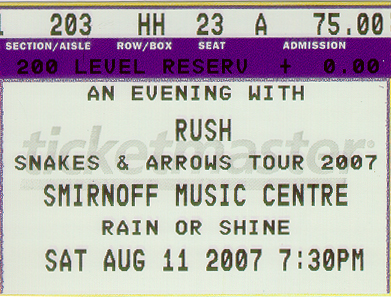 203 HH 23 A 75.00
SECTION/AISLE ROW/BOX SEAT ADMISSION
200 LEVEL RESERV + 0.00
AN EVENING WITH
RUSH
ticketmaster
SNAKES & ARROWS TOUR 2007
SMIRNOFF MUSIC CENTRE
RAIN OR SHINE
SAT AUG 11 2007 7:30PM